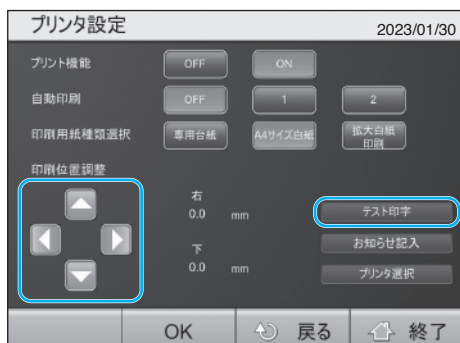 プリンタ設定 2023/01/30
プリント機能 OFF ON
自動印刷 OFF 1 2
印刷用紙種類選択 専用台紙 A4サイズ白紙 拡大白紙
印刷
印刷位置調整
右
0.0 mm
テスト印字
下
お知らせ記入
0.0 mm
プリンタ選択
OK 戻る 終了